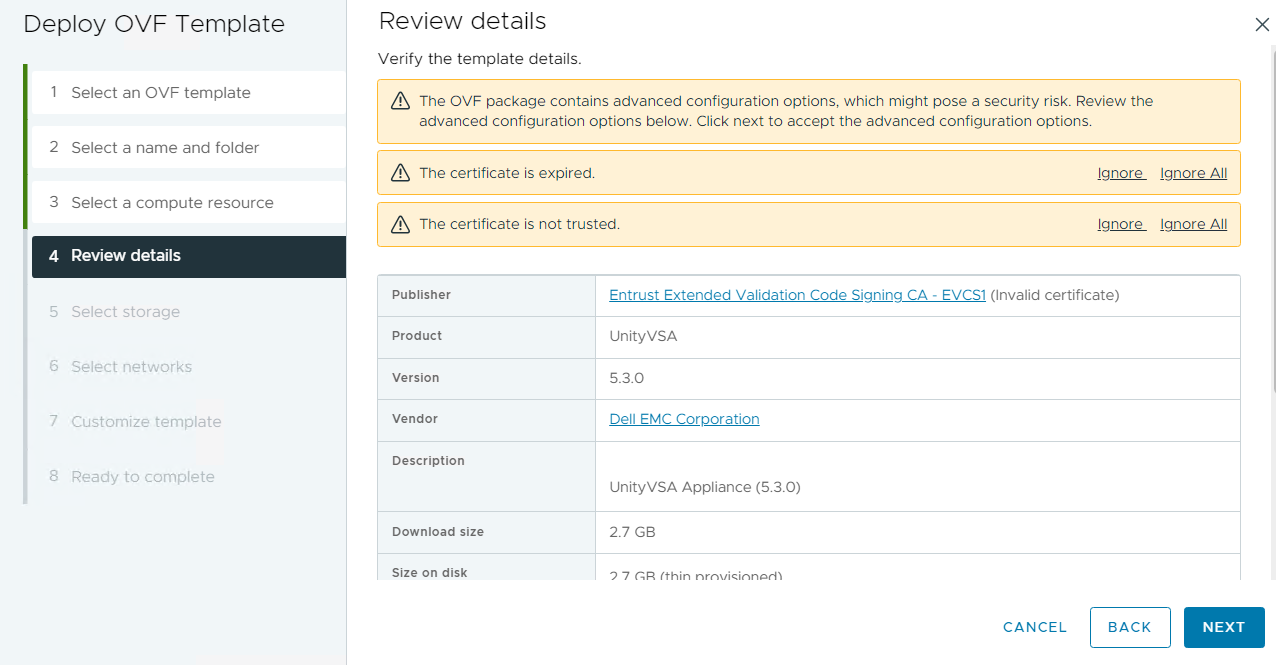 Deploy OVF Template
1 Select an OVF template
2 Select a name and folder
3 Select a compute resource
4 Review details
5 Select storage
6 Select networks
7 Customize template
8 Ready to complete
Review details
Verify the template details.
The OVF package contains advanced configuration options, which might pose a security risk. Review the
advanced configuration options below. Click next to accept the advanced configuration options.
The certificate is expired. Ignore Ignore All
The certificate is not trusted. Ignore Ignore All
Publisher Entrust Extended Validation Code Signing CA - EVCS1 (Invalid certificate)
Product UnityVSA
Version 5.3.0
Vendor Dell EMC Corporation
Description UnityVSA Appliance (5.3.0)
Download size 2.7 GB
Size on disk 2.7 GB (thin provisioned)
CANCEL BACK NEXT